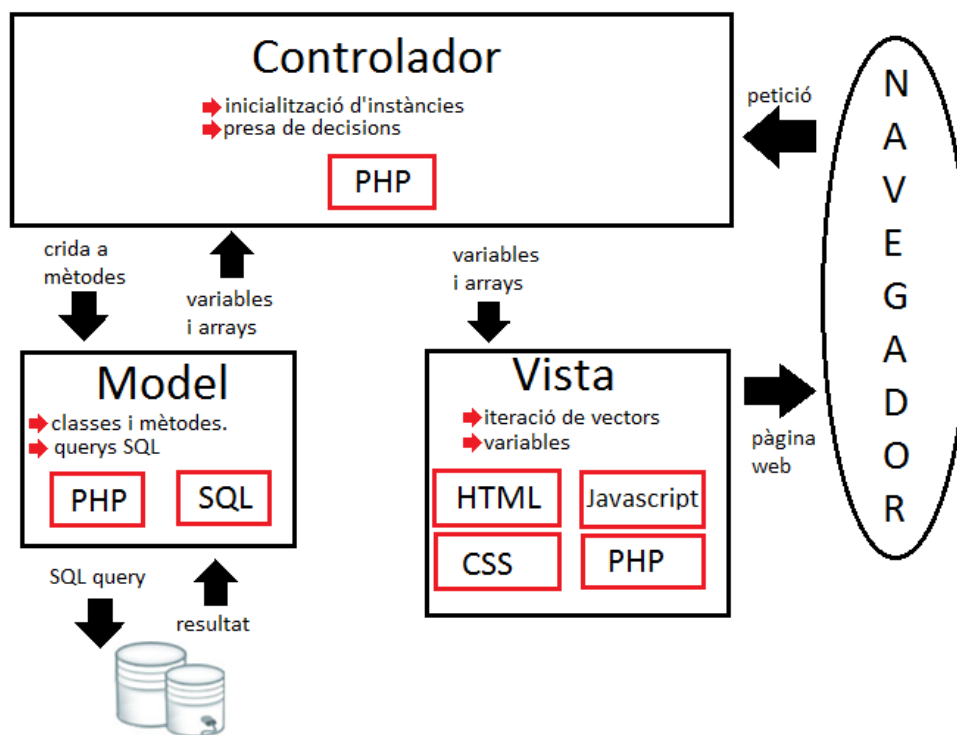 Controlador
inicialització d'instàncies
presa de decisions
PHP
petició
NAVEGADOR
crida a
mètodes
variables
i arrays
variables
i arrays
Model
classes i mètodes.
querys SQL
PHP
SQL
Vista
iteració de vectors
variables
HTML
Javascript
CSS
PHP
pàgina
web
SQL query
resultat